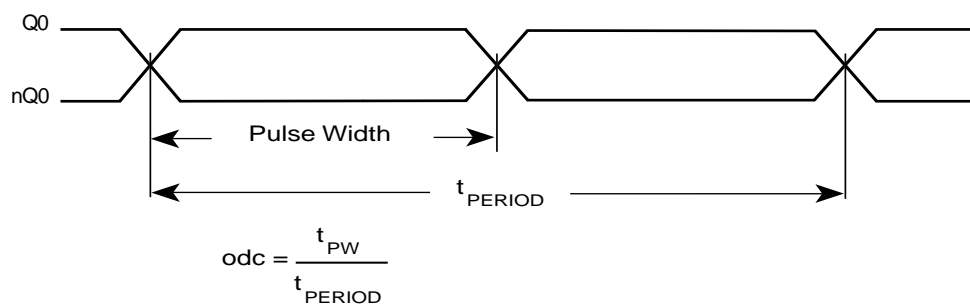 Q0
nQ0
Pulse Width
t PERIOD
odc = t PW
t PERIOD